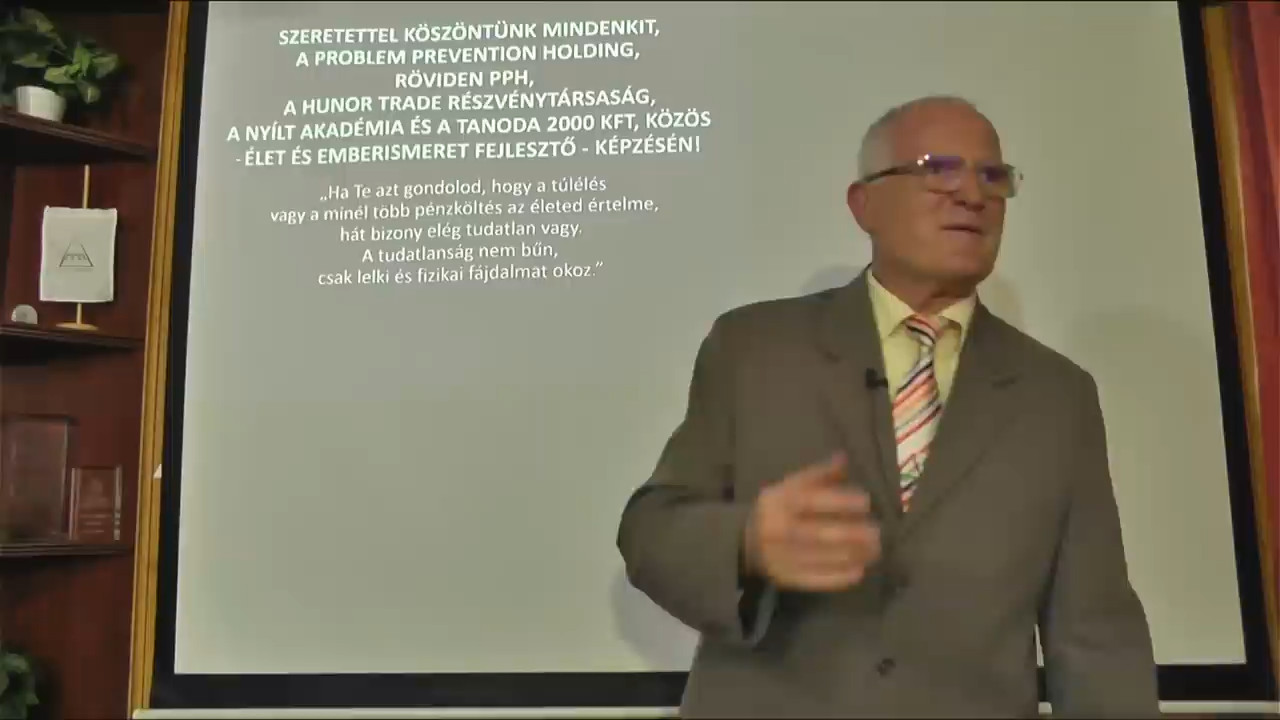 SZERETETTEL KÖSZÖNTÜNK MINDENKIT,
A PROBLEM PREVENTION HOLDING,
RÖVIDEN PPH,
A HUNOR TRADE RÉSZVÉNYTÁRSASÁG,
A NYÍLT AKADÉMIA ÉS A TANODA 2000 KFT, KÖZÖS
- ÉLET ÉS EMBERISMERET FEJLESZTŐ - KÉPZÉSÉN!
„Ha Te azt gondolod, hogy a túlélés
vagy a minél több pénzköltés az életed értelme,
hát bizony elég tudatlan vagy.
A tudatlanság nem bűn,
csak lelki és fizikai fájdalmat okoz.”